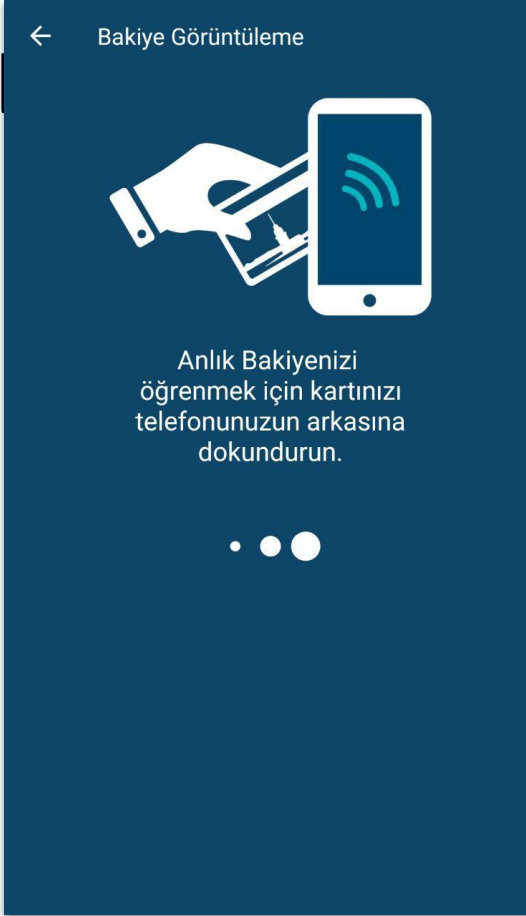 Bakiye Görüntüleme
Anlık Bakiyenizi
öğrenmek için kartınızı
telefonunuzun arkasına
dokundurun.